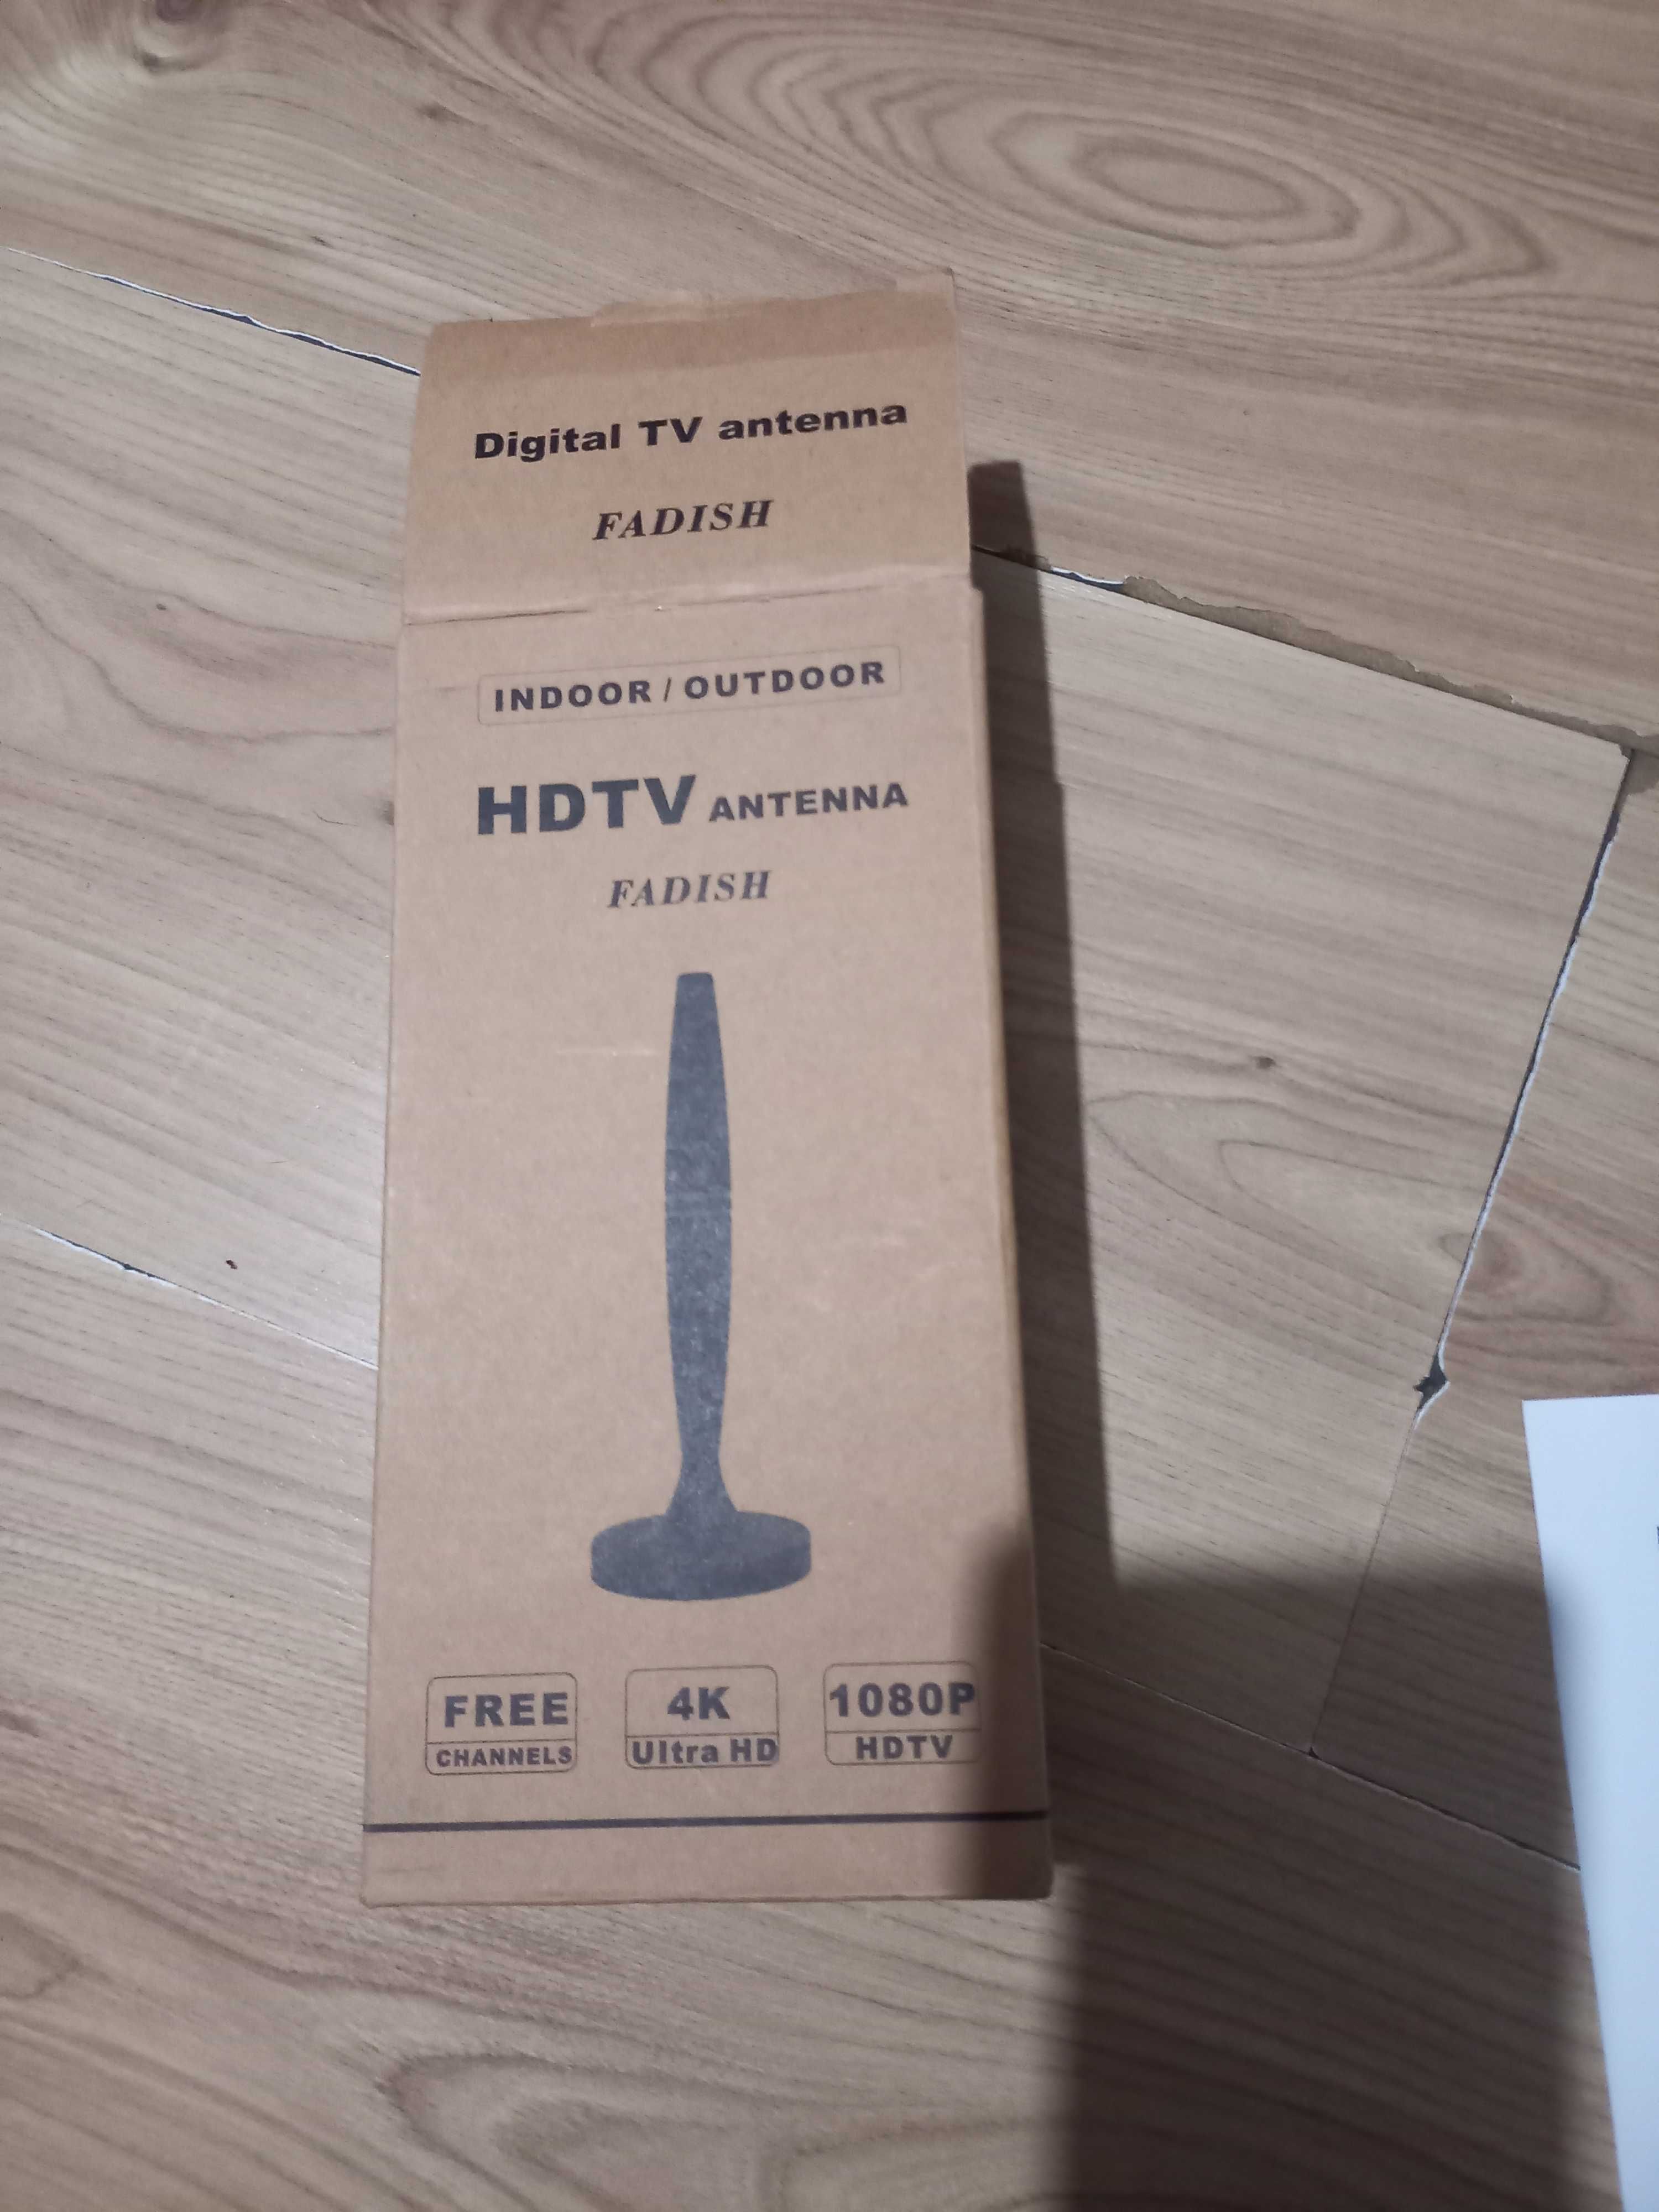 Digital TV antenna
FADISH
INDOOR / OUTDOOR
HDTV ANTENNA
FADISH
FREE
CHANNELS
4K
Ultra HD
1080P
HDTV